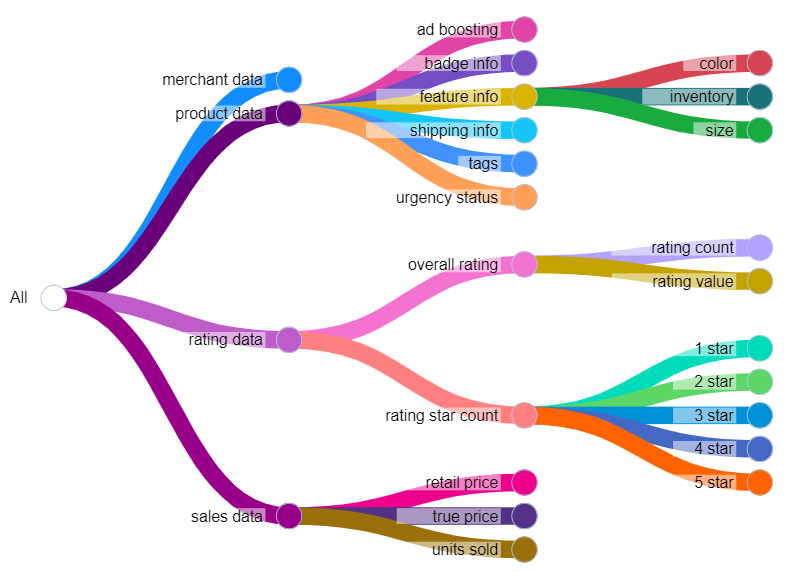 All
merchant data
product data
ad boosting
badge info
feature info
color
inventory
size
shipping info
tags
urgency status
rating data
overall rating
rating count
rating value
rating star count
1 star
2 star
3 star
4 star
5 star
sales data
retail price
true price
units sold